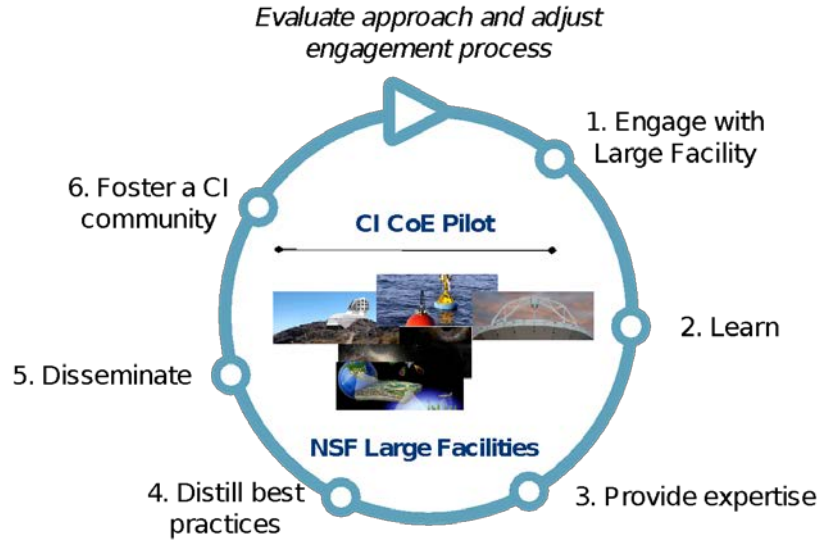 Evaluate approach and adjust
engagement process
1. Engage with
Large Facility
6. Foster a CI
community
CI CoE Pilot
2. Learn
5. Disseminate
NSF Large Facilities
4. Distill best
practices
3. Provide expertise